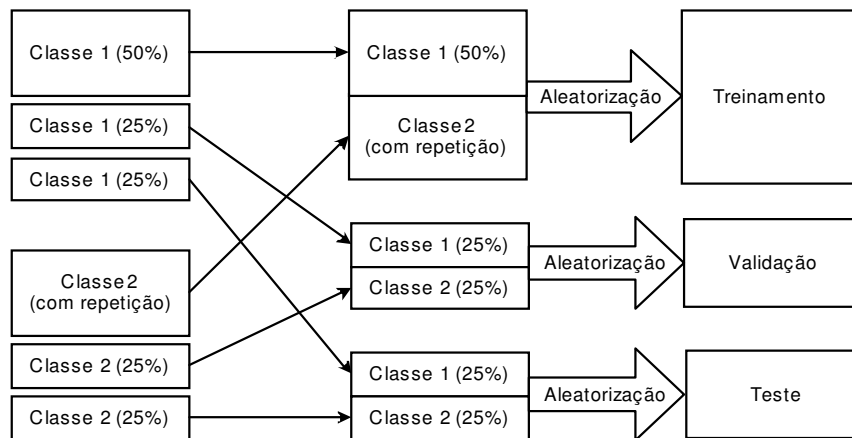 Classe 1 (50%)
Classe 1 (25%)
Classe 1 (25%)
Classe2
(com repetição)
Classe 2 (25%)
Classe 2 (25%)
Classe 1 (50%)
Classe2
(com repetição)
Classe 1 (25%)
Classe 2 (25%)
Classe 1 (25%)
Classe 2 (25%)
Aleatorização
Aleatorização
Aleatorização
Treinamento
Validação
Teste